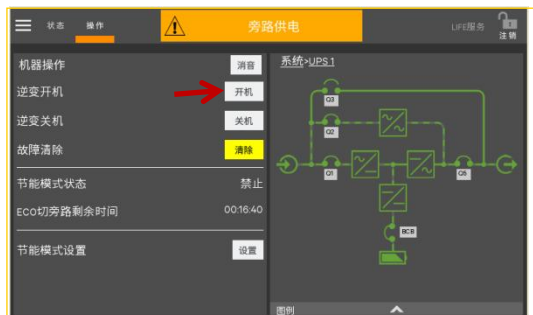 状态 操作 旁路供电 LIFE服务 注销
机器操作 消音
逆变开机 开机
逆变关机 关机
故障清除 清除
节能模式状态 禁止
ECO切旁路剩余时间 00:16:40
节能模式设置 设置
系统>UPS 1
Q3
Q2
Q1
Q5
BCB
图例